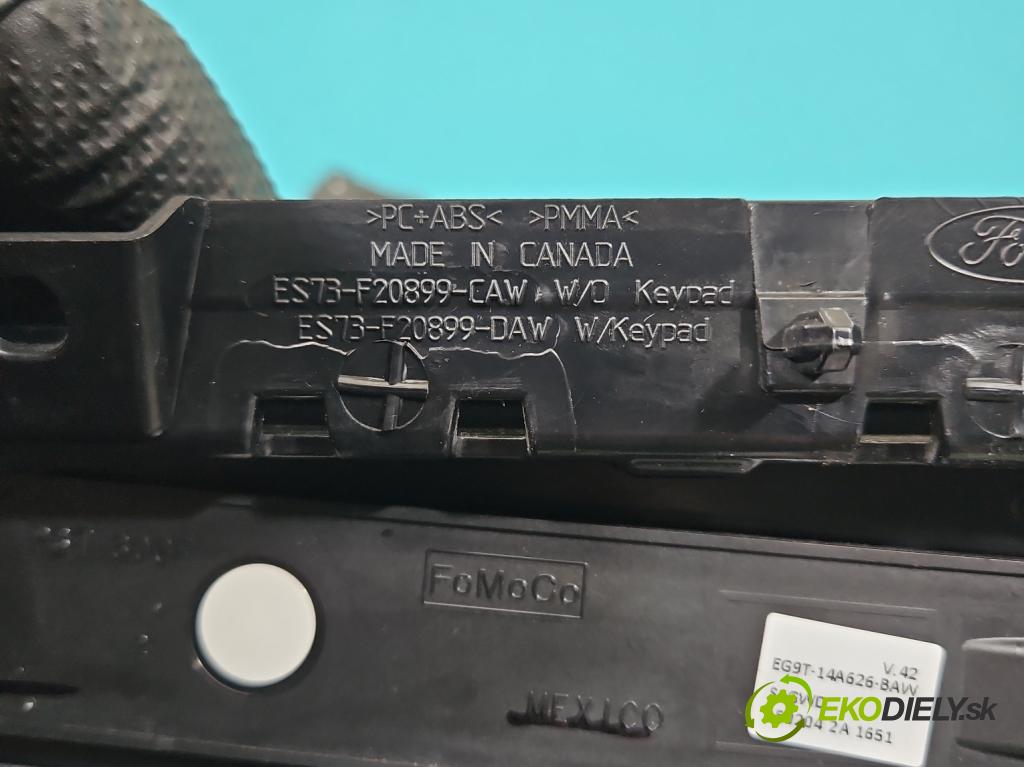 >PC+ABS< >PMMA<
MADE IN CANADA
ES73-F20899-CAW W/O Keypad
ES73-F20899-DAW W/Keypad
FoMoCo
MEXICO
V.42
EG9T-14A626-BAW
2A 1651
EKODIELY.sk